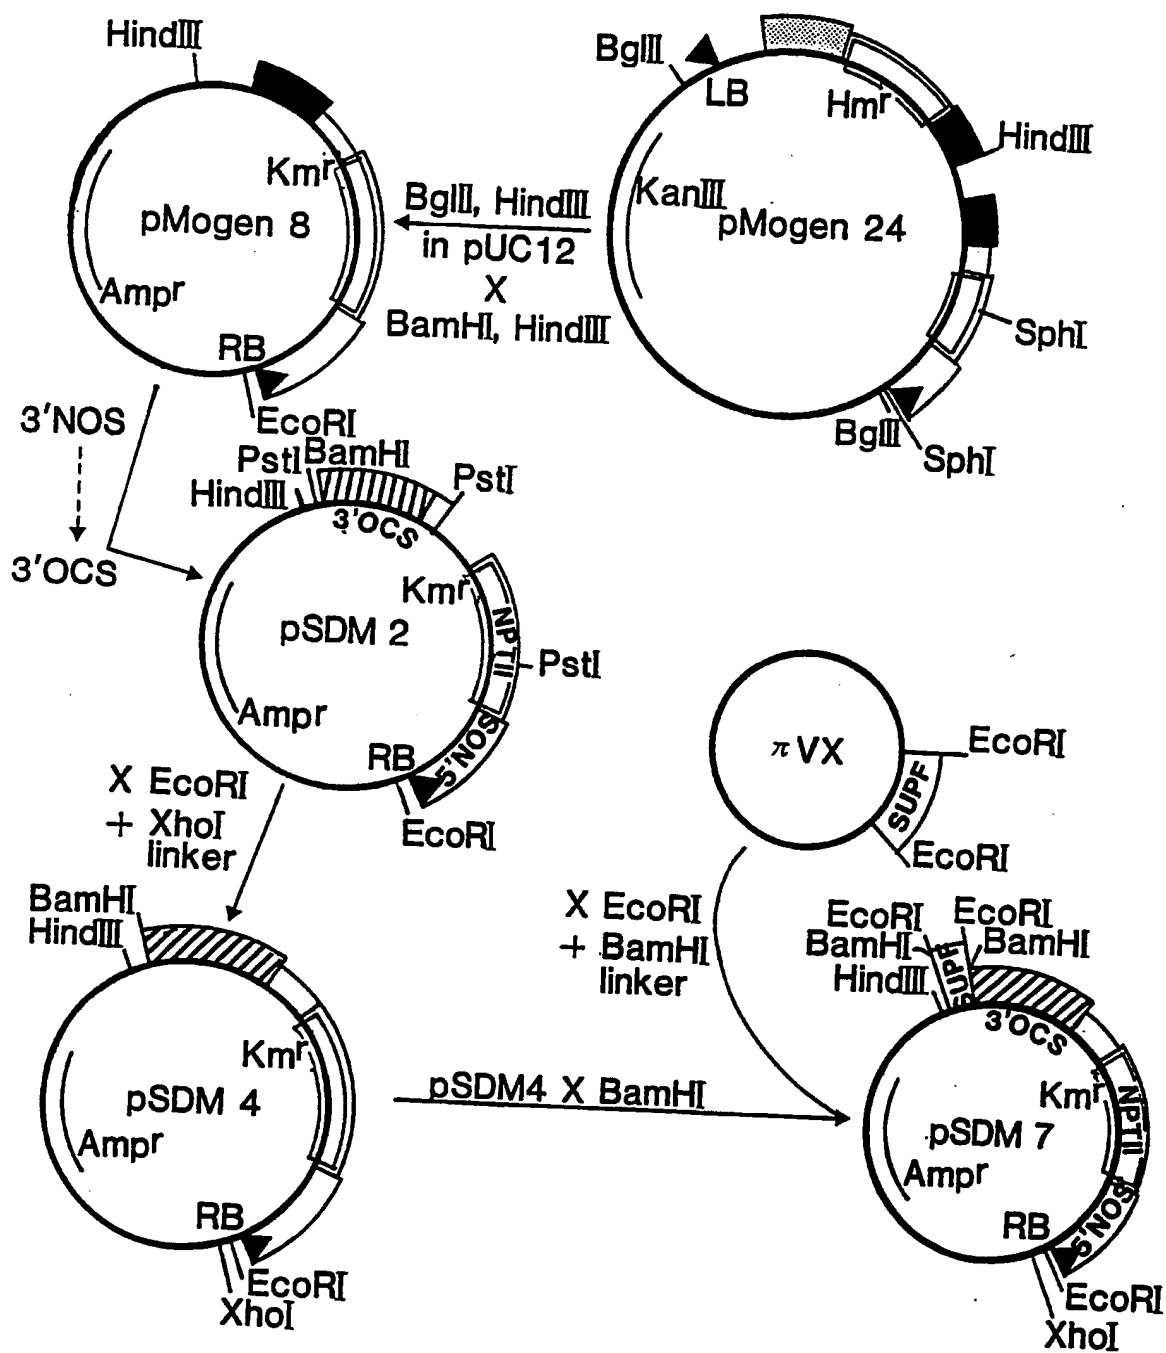 HindIII
Kmr
pMogen 8
Ampr
RB
EcoRI
BglII
LB
Hmr
HindIII
KanIII
pMogen 24
SphI
BglII
SphI
BglII, HindIII
in pUC12
X
BamHI, HindIII
3'NOS
3'OCS
PstI
BamHI
PstI
HindIII
3'OCS
Kmr
NPTII
pSDM 2
PstI
Ampr
5'NOS
RB
EcoRI
X EcoRI
+ XhoI
linker
π VX
EcoRI
SUPF
EcoRI
X EcoRI
+ BamHI
linker
BamHI
HindIII
Kmr
pSDM 4
Ampr
RB
EcoRI
XhoI
pSDM4 X BamHI
EcoRI
EcoRI
BamHI
BamHI
HindIII
SUPF
3'OCS
Kmr
NPTII
pSDM 7
Ampr
5'NOS
RB
EcoRI
XhoI